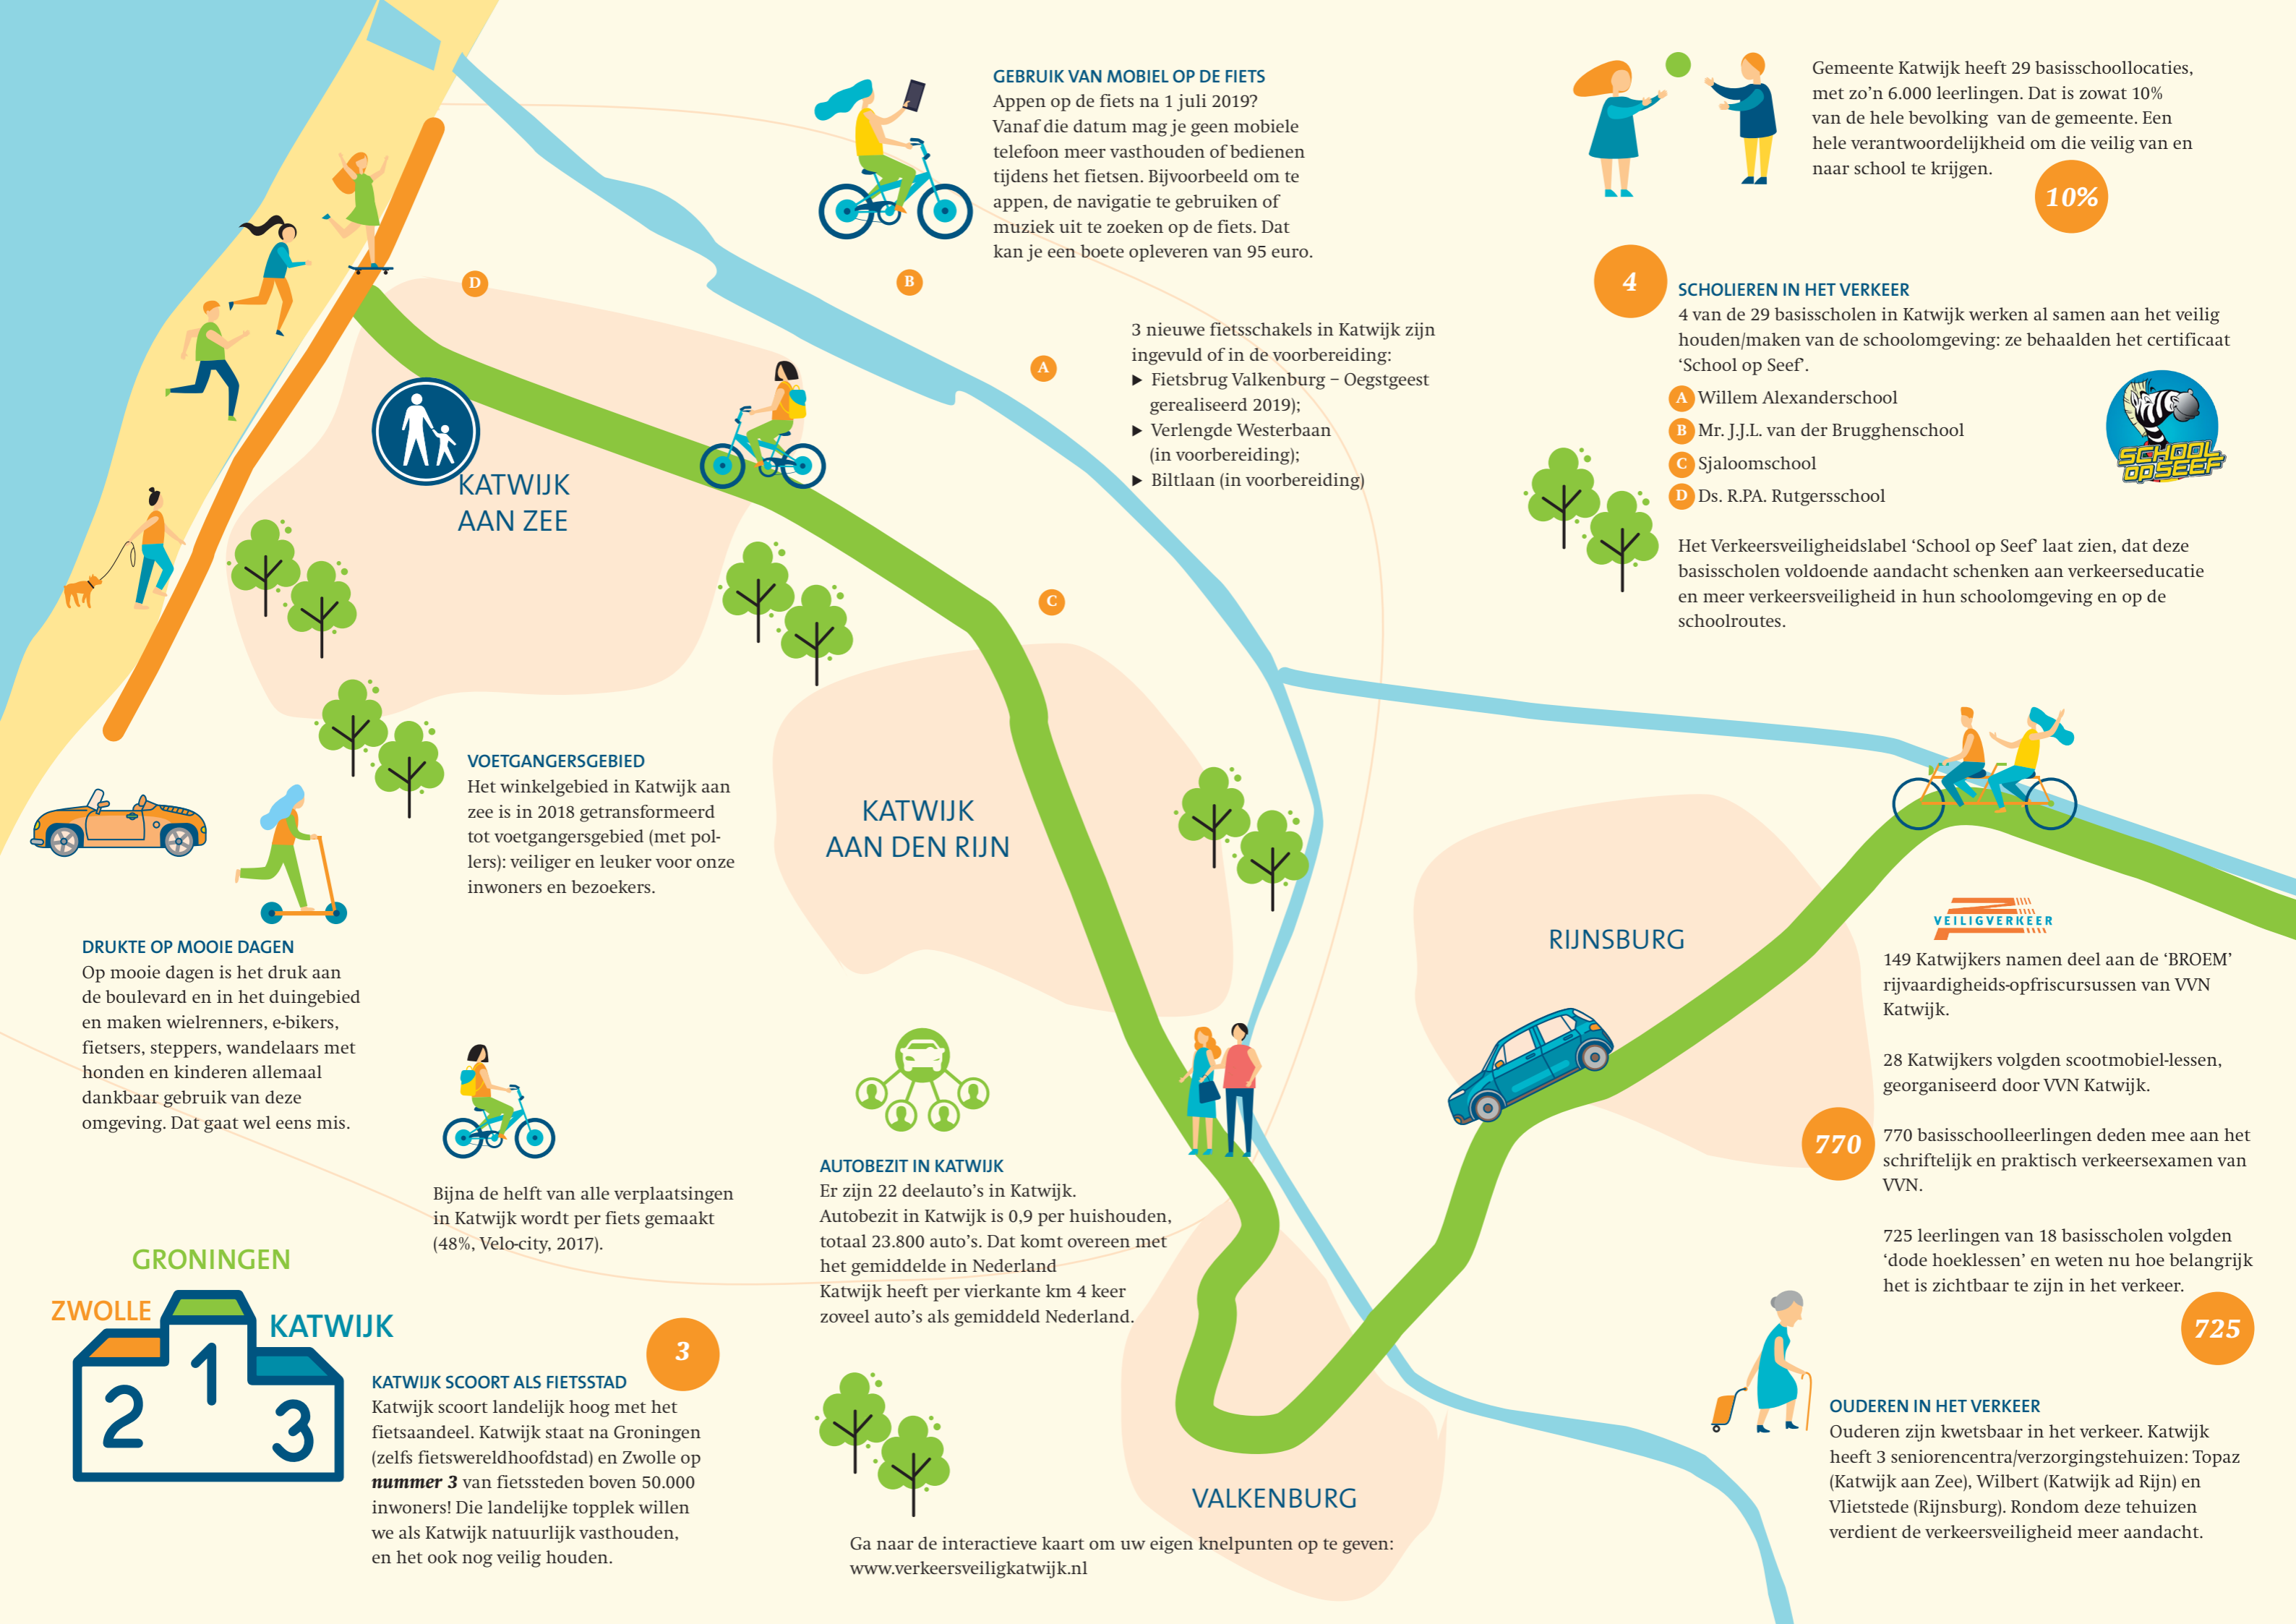 GEBRUIK VAN MOBIEL OP DE FIETS
Appen op de fiets na 1 juli 2019?
Vanaf die datum mag je geen mobiele
telefoon meer vasthouden of bedienen
tijdens het fietsen. Bijvoorbeeld om te
appen, de navigatie te gebruiken of
muziek uit te zoeken op de fiets. Dat
kan je een boete opleveren van 95 euro.
Gemeente Katwijk heeft 29 basisschoollocaties,
met zo’n 6.000 leerlingen. Dat is zowat 10%
van de hele bevolking van de gemeente. Een
hele verantwoordelijkheid om die veilig van en
naar school te krijgen.
10%
4
SCHOLIEREN IN HET VERKEER
4 van de 29 basisscholen in Katwijk werken al samen aan het veilig
houden/maken van de schoolomgeving: ze behaalden het certificaat
‘School op Seef’.
A Willem Alexanderschool
B Mr. J.J.L. van der Brugghenschool
C Sjaloomschool
D Ds. R.PA. Rutgersschool
SCHOOL
OP SEEF
Het Verkeersveiligheidslabel ‘School op Seef’ laat zien, dat deze
basisscholen voldoende aandacht schenken aan verkeerseducatie
en meer verkeersveiligheid in hun schoolomgeving en op de
schoolroutes.
D
B
A
C
3 nieuwe fietsschakels in Katwijk zijn
ingevuld of in de voorbereiding:
▶ Fietsbrug Valkenburg – Oegstgeest
gerealiseerd 2019);
▶ Verlengde Westerbaan
(in voorbereiding);
▶ Biltlaan (in voorbereiding)
KATWIJK
AAN ZEE
VOETGANGERSGEBIED
Het winkelgebied in Katwijk aan
zee is in 2018 getransformeerd
tot voetgangersgebied (met pol-
lers): veiliger en leuker voor onze
inwoners en bezoekers.
KATWIJK
AAN DEN RIJN
RIJNSBURG
DRUKTE OP MOOIE DAGEN
Op mooie dagen is het druk aan
de boulevard en in het duingebied
en maken wielrenners, e-bikers,
fietsers, steppers, wandelaars met
honden en kinderen allemaal
dankbaar gebruik van deze
omgeving. Dat gaat wel eens mis.
VEILIGVERKEER
149 Katwijkers namen deel aan de ‘BROEM’
rijvaardigheids-opfriscursussen van VVN
Katwijk.
28 Katwijkers volgden scootmobiel-lessen,
georganiseerd door VVN Katwijk.
770
770 basisschoolleerlingen deden mee aan het
schriftelijk en praktisch verkeersexamen van
VVN.
725 leerlingen van 18 basisscholen volgden
‘dode hoeklessen’ en weten nu hoe belangrijk
het is zichtbaar te zijn in het verkeer.
725
Bijna de helft van alle verplaatsingen
in Katwijk wordt per fiets gemaakt
(48%, Velo-city, 2017).
AUTOBEZIT IN KATWIJK
Er zijn 22 deelauto’s in Katwijk.
Autobezit in Katwijk is 0,9 per huishouden,
totaal 23.800 auto’s. Dat komt overeen met
het gemiddelde in Nederland
Katwijk heeft per vierkante km 4 keer
zoveel auto’s als gemiddeld Nederland.
GRONINGEN
ZWOLLE
KATWIJK
1
2
3
3
KATWIJK SCOORT ALS FIETSSTAD
Katwijk scoort landelijk hoog met het
fietsaandeel. Katwijk staat na Groningen
(zelfs fietswereldhoofdstad) en Zwolle op
nummer 3 van fietssteden boven 50.000
inwoners! Die landelijke topplek willen
we als Katwijk natuurlijk vasthouden,
en het ook nog veilig houden.
VALKENBURG
Ga naar de interactieve kaart om uw eigen knelpunten op te geven:
www.verkeersveiligkatwijk.nl
OUDEREN IN HET VERKEER
Ouderen zijn kwetsbaar in het verkeer. Katwijk
heeft 3 seniorencentra/verzorgingstehuizen: Topaz
(Katwijk aan Zee), Wilbert (Katwijk ad Rijn) en
Vlietstede (Rijnsburg). Rondom deze tehuizen
verdient de verkeersveiligheid meer aandacht.